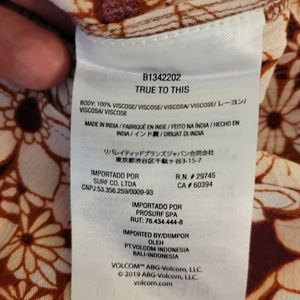 B1342202
TRUE TO THIS
BODY: 100% VISCOSE/ VISCOSE/ VISCOSE/ レーヨン/
VISCOSA/ VISCOSE
MADE IN INDIA / FABRIQUÉ EN INDE / FEITO NA ÍNDIA / HECHO EN
INDIA / インド製 / DIBUAT DI INDIA
リバレイティッドブランズジャパン合同会社
東京都渋谷区千駄ヶ谷3-15-7
IMPORTADO POR
SURF CO. LTDA
CNPJ:53.356.259/0009-93
R.N. # 29745
CA # 60394
IMPORTADO POR
PROSURF SPA
RUT: 76.434.444-8
IMPORTED BY/DIIMPOR
OLEH
PT.VOLCOM INDONESIA
BALI-INDONESIA
VOLCOM™ ABG-Volcom, LLC.
© 2019 ABG-Volcom, LLC.
volcom.com